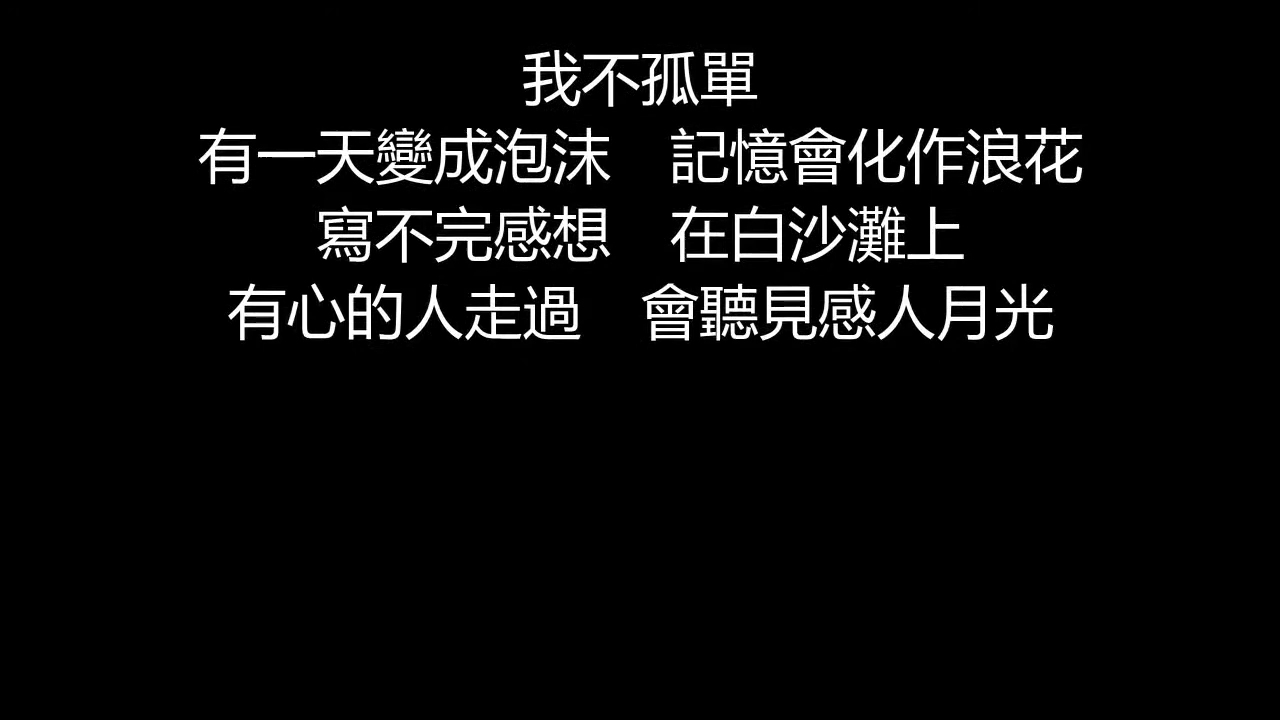 我不孤單
有一天變成泡沫　記憶會化作浪花
寫不完感想　在白沙灘上
有心的人走過　會聽見感人月光